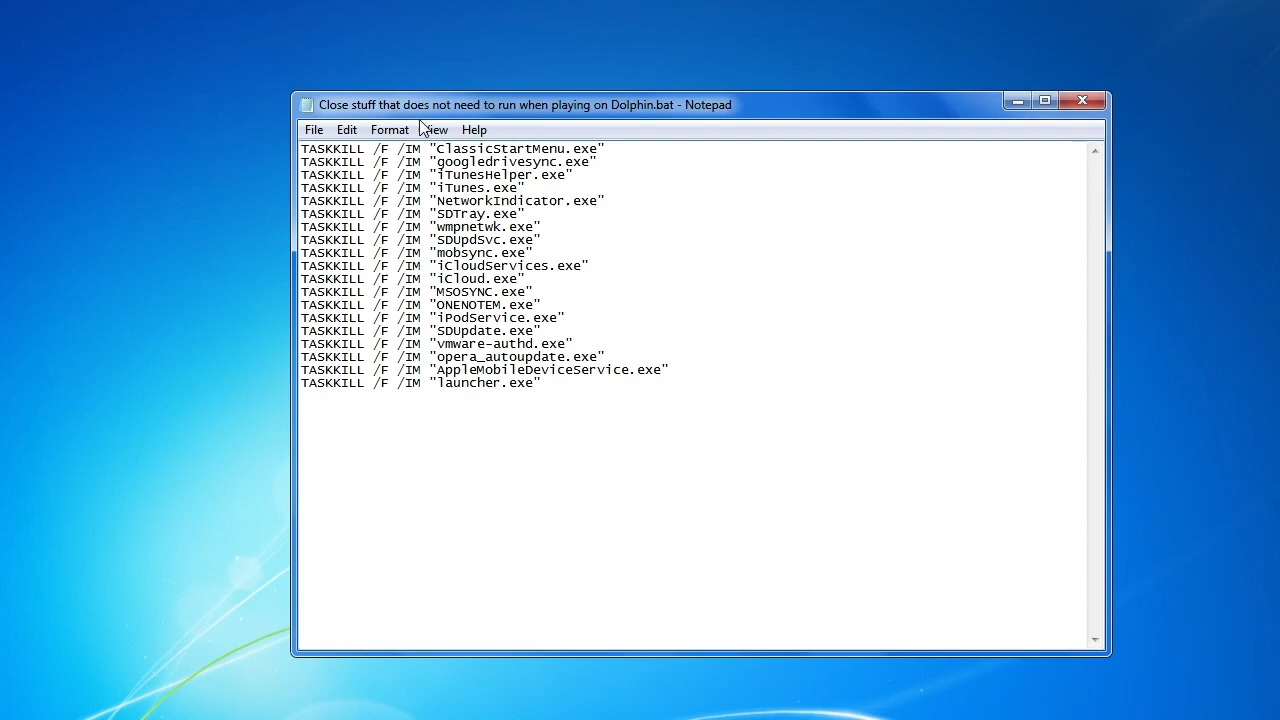 Close stuff that does not need to run when playing on Dolphin.bat - Notepad
File Edit Format View Help
TASKKILL /F /IM "ClassicStartMenu.exe"
TASKKILL /F /IM "googledrivesync.exe"
TASKKILL /F /IM "iTunesHelper.exe"
TASKKILL /F /IM "iTunes.exe"
TASKKILL /F /IM "NetworkIndicator.exe"
TASKKILL /F /IM "SDTray.exe"
TASKKILL /F /IM "wmpnetwk.exe"
TASKKILL /F /IM "SDUpdSvc.exe"
TASKKILL /F /IM "mobsync.exe"
TASKKILL /F /IM "iCloudServices.exe"
TASKKILL /F /IM "iCloud.exe"
TASKKILL /F /IM "MSOSYNC.exe"
TASKKILL /F /IM "ONENOTEM.exe"
TASKKILL /F /IM "iPodService.exe"
TASKKILL /F /IM "SDUpdate.exe"
TASKKILL /F /IM "vmware-authd.exe"
TASKKILL /F /IM "opera_autoupdate.exe"
TASKKILL /F /IM "AppleMobileDeviceService.exe"
TASKKILL /F /IM "launcher.exe"